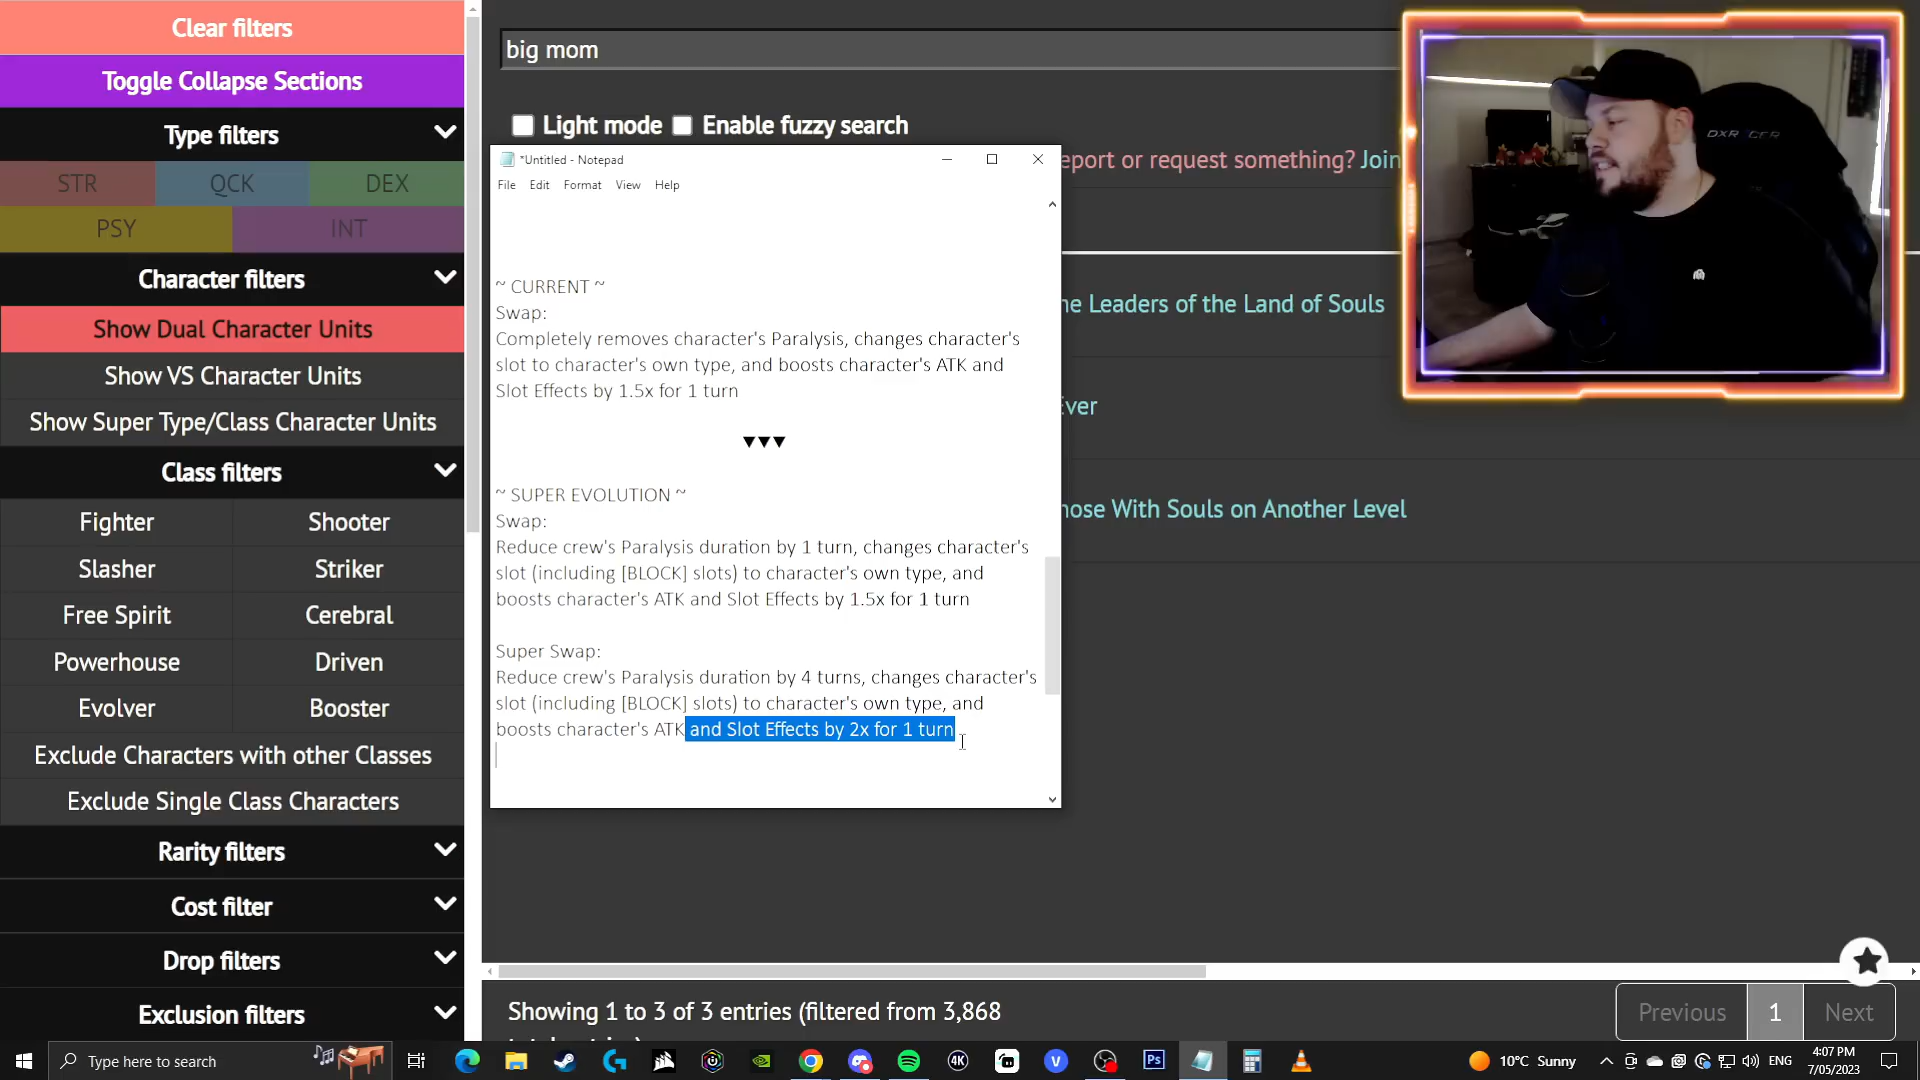 Clear filters
Toggle Collapse Sections
Type filters
STR
QCK
DEX
PSY
INT
Character filters
Show Dual Character Units
Show VS Character Units
Show Super Type/Class Character Units
Class filters
Fighter
Shooter
Slasher
Striker
Free Spirit
Cerebral
Powerhouse
Driven
Evolver
Booster
Exclude Characters with other Classes
Exclude Single Class Characters
Rarity filters
Cost filter
Drop filters
Exclusion filters
big mom
Light mode
Enable fuzzy search
eport or request something? Join
ne Leaders of the Land of Souls
Ever
hose With Souls on Another Level
*Untitled - Notepad
File Edit Format View Help
~ CURRENT ~
Swap:
Completely removes character's Paralysis, changes character's
slot to character's own type, and boosts character's ATK and
Slot Effects by 1.5x for 1 turn
▼▼▼
~ SUPER EVOLUTION ~
Swap:
Reduce crew's Paralysis duration by 1 turn, changes character's
slot (including [BLOCK] slots) to character's own type, and
boosts character's ATK and Slot Effects by 1.5x for 1 turn
Super Swap:
Reduce crew's Paralysis duration by 4 turns, changes character's
slot (including [BLOCK] slots) to character's own type, and
boosts character's ATK and Slot Effects by 2x for 1 turn
DXRACER
Showing 1 to 3 of 3 entries (filtered from 3,868
Previous
1
Next
Type here to search
4K
Ps
10°C Sunny
ENG
4:07 PM
7/05/2023